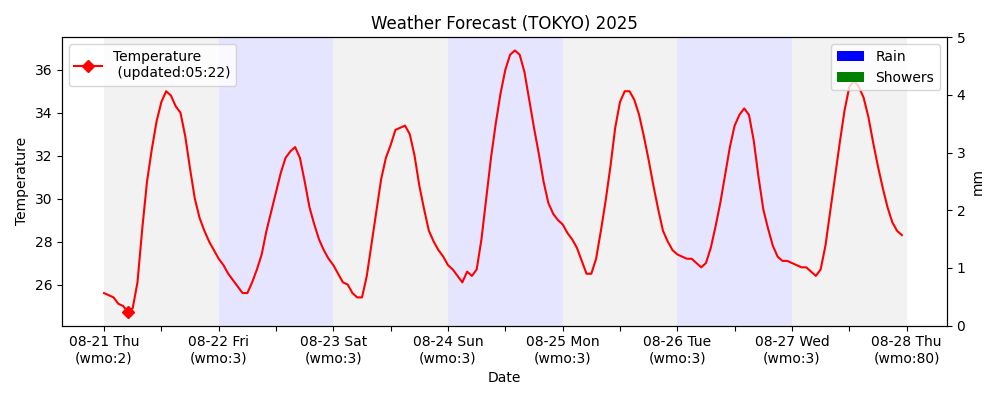 Weather Forecast (TOKYO) 2025
Temperature
(updated:05:22)
Rain
Showers
36
34
32
30
28
26
Temperature
5
4
3
2
1
0
mm
08-21 Thu
(wmo:2)
08-22 Fri
(wmo:3)
08-23 Sat
(wmo:3)
08-24 Sun
(wmo:3)
08-25 Mon
(wmo:3)
08-26 Tue
(wmo:3)
08-27 Wed
(wmo:3)
08-28 Thu
(wmo:80)
Date